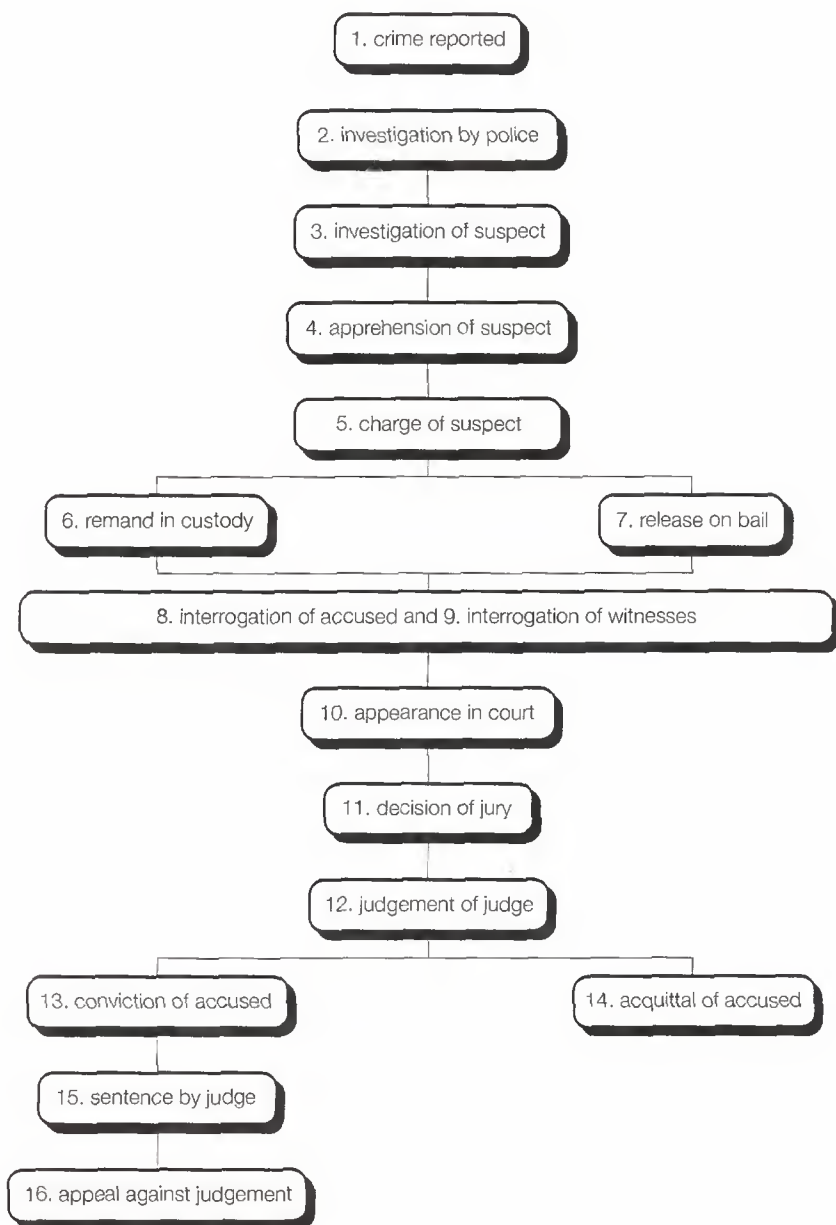 1. crime reported
2. investigation by police
3. investigation of suspect
4. apprehension of suspect
5. charge of suspect
6. remand in custody
7. release on bail
8. interrogation of accused and 9. interrogation of witnesses
10. appearance in court
11. decision of jury
12. judgement of judge
13. conviction of accused
14. acquittal of accused
15. sentence by judge
16. appeal against judgement